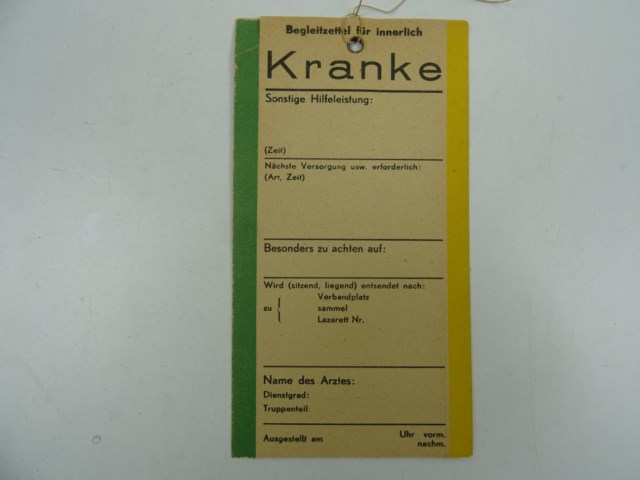 Begleitzettel für innerlich
Kranke
Sonstige Hilfeleistung:
(Zeit)
Nächste Versorgung usw. erforderlich:
(Art, Zeit)
Besonders zu achten auf:
Wird (sitzend, liegend) entsendet nach:
Verbandplatz
zu { sammel
Lazarett Nr.
Name des Arztes:
Dienstgrad:
Truppenteil:
Ausgestellt am Uhr vorm.
nachm.